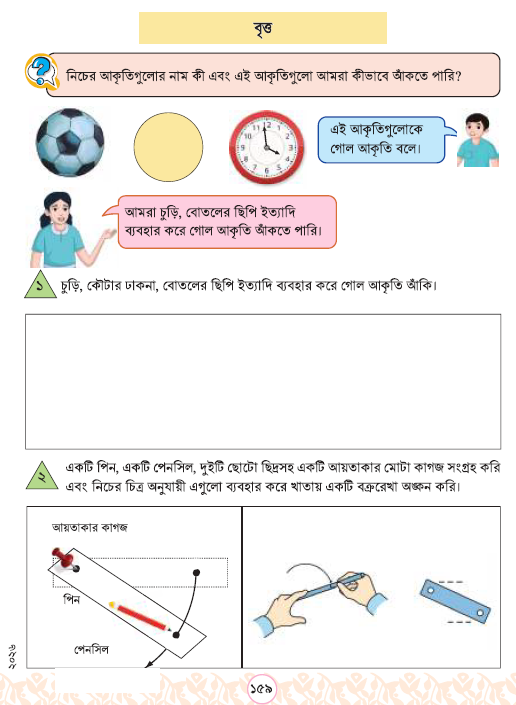 বৃত্ত
নিচের আকৃতিগুলোর নাম কী এবং এই আকৃতিগুলো আমরা কীভাবে আঁকতে পারি?
এই আকৃতিগুলোকে
গোল আকৃতি বলে।
আমরা চুড়ি, বোতলের ছিপি ইত্যাদি
ব্যবহার করে গোল আকৃতি আঁকতে পারি।
১ চুড়ি, কৌটার ঢাকনা, বোতলের ছিপি ইত্যাদি ব্যবহার করে গোল আকৃতি আঁকি।
২ একটি পিন, একটি পেনসিল, দুইটি ছোটো ছিদ্রসহ একটি আয়তাকার মোটা কাগজ সংগ্রহ করি
এবং নিচের চিত্র অনুযায়ী এগুলো ব্যবহার করে খাতায় একটি বক্ররেখা অঙ্কন করি।
আয়তাকার কাগজ
পিন
পেনসিল
২০২৬
১৫৯